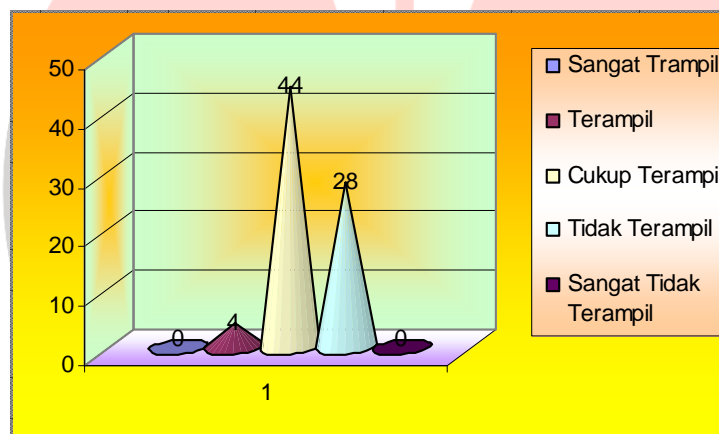 50
40
30
20
10
0
0
4
44
28
0
1
Sangat Trampil
Terampil
Cukup Terampi
Tidak Terampil
Sangat Tidak
Terampil